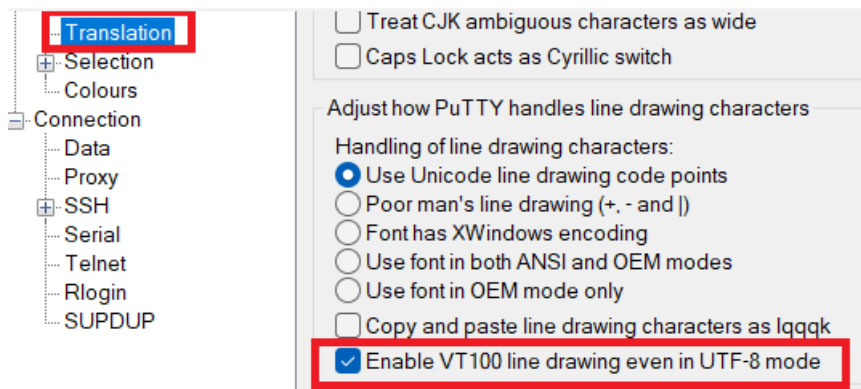 Translation
Selection
Colours
Connection
Data
Proxy
SSH
Serial
Telnet
Rlogin
SUPDUP
Treat CJK ambiguous characters as wide
Caps Lock acts as Cyrillic switch
Adjust how PuTTY handles line drawing characters
Handling of line drawing characters:
Use Unicode line drawing code points
Poor man's line drawing (+, - and |)
Font has XWindows encoding
Use font in both ANSI and OEM modes
Use font in OEM mode only
Copy and paste line drawing characters as lqqqk
Enable VT100 line drawing even in UTF-8 mode